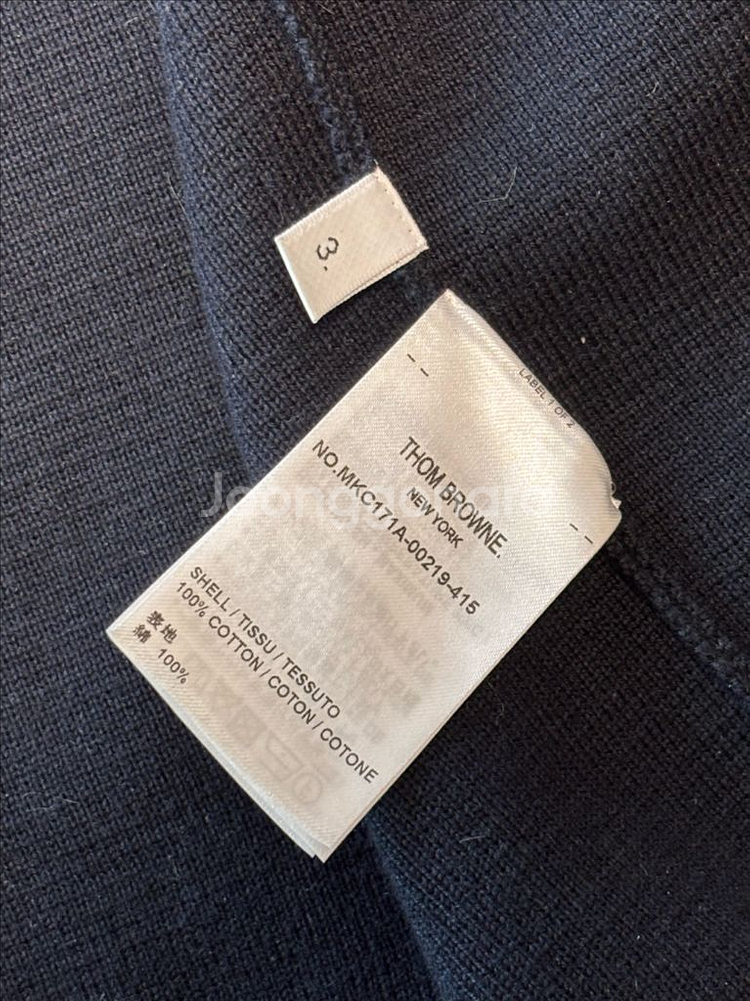 3.
LABEL 1 OF 2
THOM BROWNE.
NEW YORK
NO.MKC171A-00219-415
SHELL / TISSU / TESSUTO
100% COTTON / COTON / COTONE
表地
綿 100%